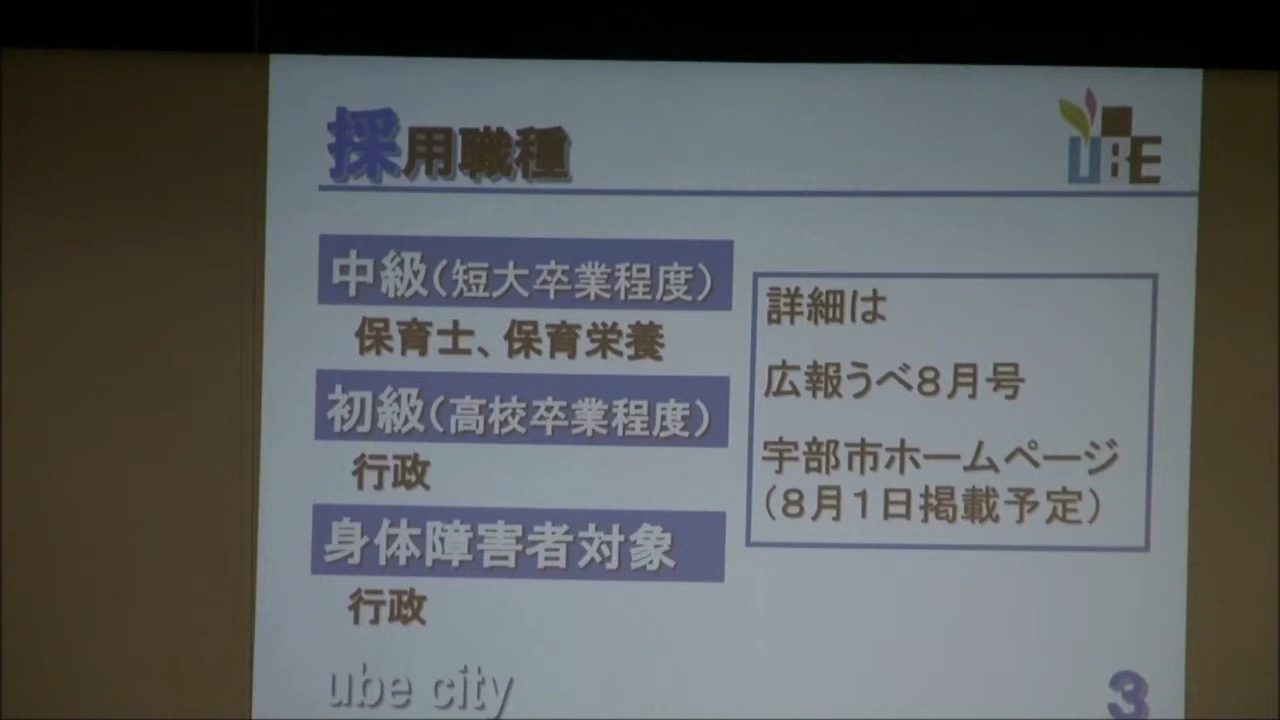 採用職種
UBE
中級（短大卒業程度）
保育士、保育栄養
初級（高校卒業程度）
行政
身体障害者対象
行政
詳細は
広報うべ８月号
宇部市ホームページ
（８月１日掲載予定）
ube city
3